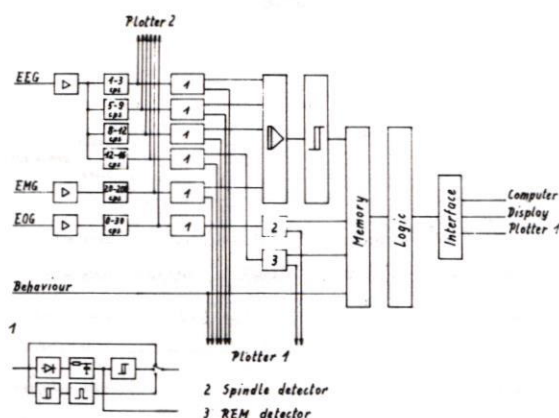 Plotter 2
EEG
1-3 cps
1
5-9 cps
1
8-12 cps
1
12-16 cps
1
EMG
20-200 cps
1
EOG
0-30 cps
1
2
3
Memory
Logic
Interface
Computer
Display
Plotter 1
Behaviour
1
Plotter 1
2 Spindle detector
3 REM detector